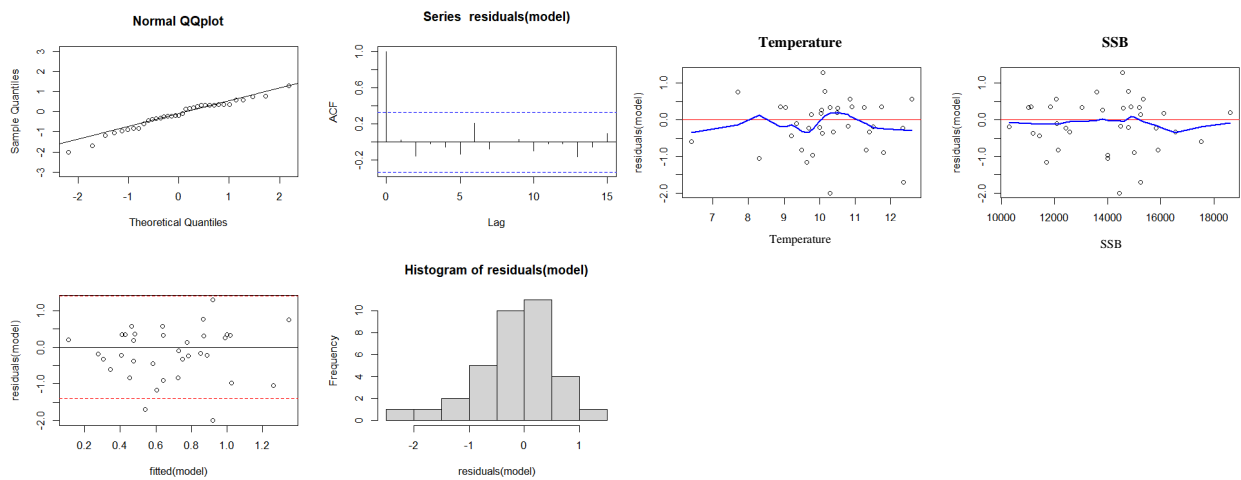 Normal QQplot
Sample Quantiles
3
2
1
0
-1
-2
-3
-2 -1 0 1 2
Theoretical Quantiles
Series residuals(model)
ACF
1.0
0.6
0.2
-0.2
0 5 10 15
Lag
Temperature
residuals(model)
1.0
0.0
-1.0
-2.0
7 8 9 10 11 12
Temperature
SSB
residuals(model)
1.0
0.0
-1.0
-2.0
10000 12000 14000 16000 18000
SSB
residuals(model)
1.0
0.0
-1.0
-2.0
0.2 0.4 0.6 0.8 1.0 1.2
fitted(model)
Histogram of residuals(model)
Frequency
10
8
6
4
2
0
-2 -1 0 1
residuals(model)